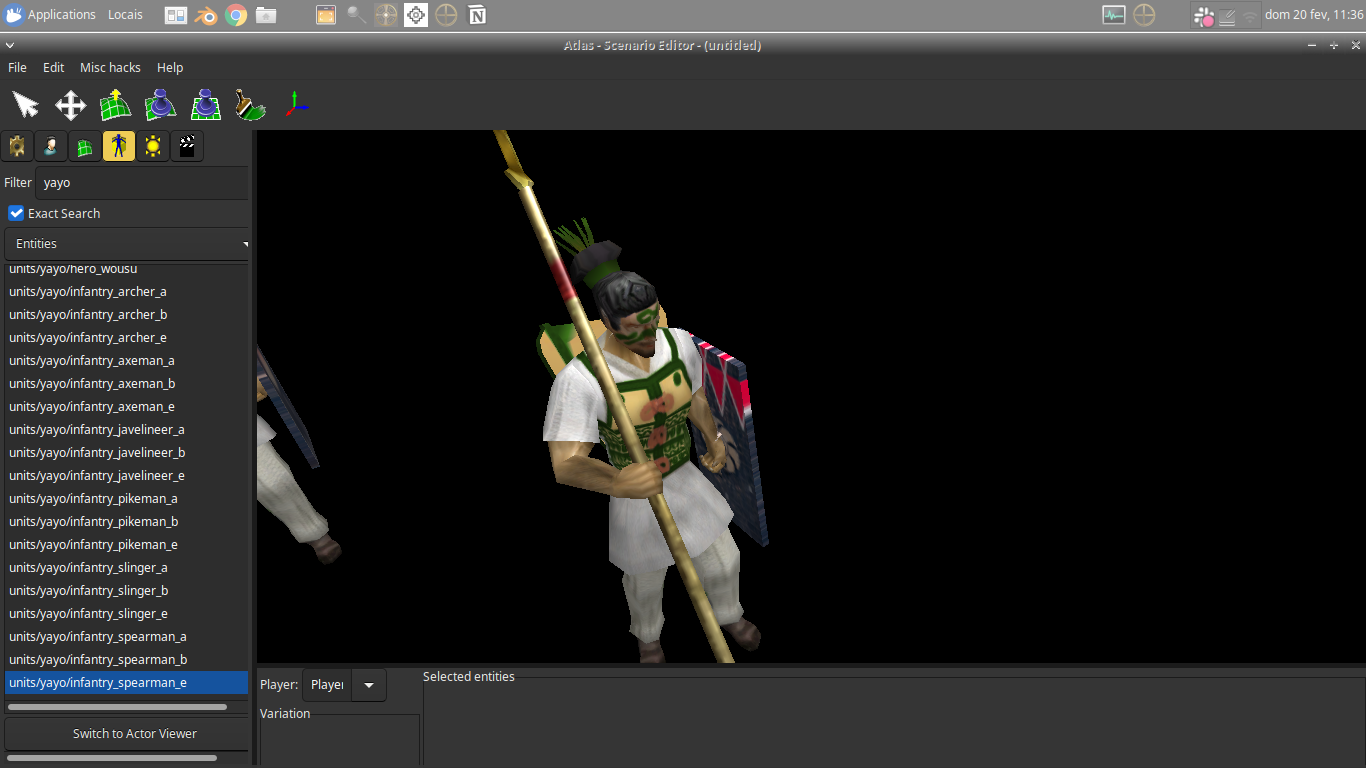 Applications Locais
dom 20 fev, 11:36
Atlas - Scenario Editor - (untitled)
File Edit Misc hacks Help
Filter yayo
Exact Search
Entities
units/yayo/hero_wousu
units/yayo/infantry_archer_a
units/yayo/infantry_archer_b
units/yayo/infantry_archer_e
units/yayo/infantry_axeman_a
units/yayo/infantry_axeman_b
units/yayo/infantry_axeman_e
units/yayo/infantry_javelineer_a
units/yayo/infantry_javelineer_b
units/yayo/infantry_javelineer_e
units/yayo/infantry_pikeman_a
units/yayo/infantry_pikeman_b
units/yayo/infantry_pikeman_e
units/yayo/infantry_slinger_a
units/yayo/infantry_slinger_b
units/yayo/infantry_slinger_e
units/yayo/infantry_spearman_a
units/yayo/infantry_spearman_b
units/yayo/infantry_spearman_e
Switch to Actor Viewer
Player: Player
Variation
Selected entities